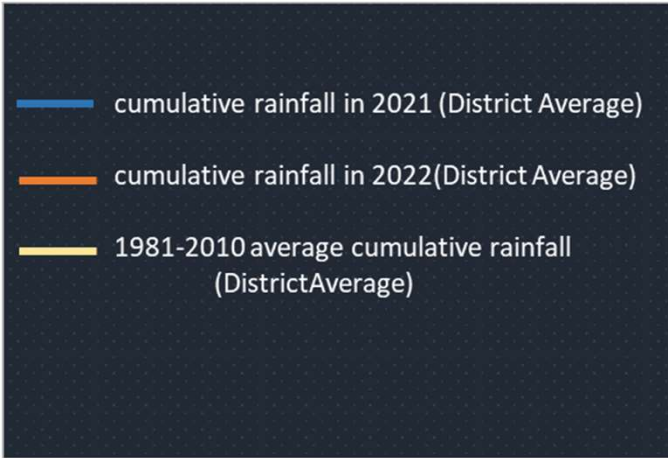 cumulative rainfall in 2021 (District Average)
cumulative rainfall in 2022(District Average)
1981-2010 average cumulative rainfall
(DistrictAverage)